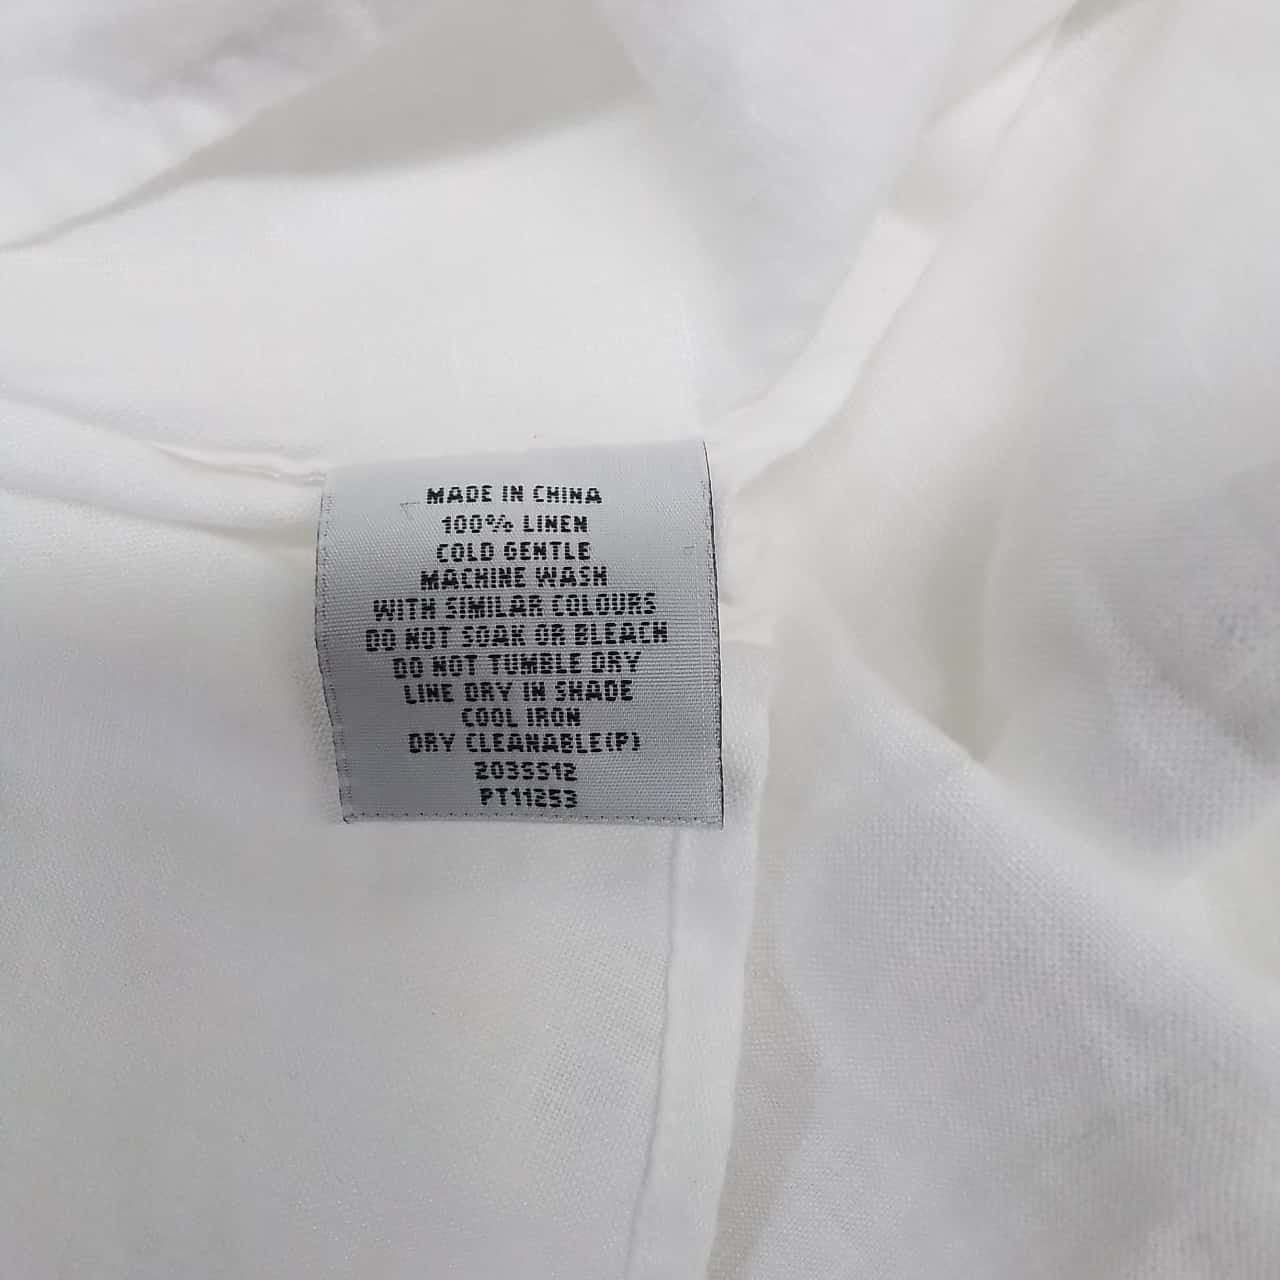 MADE IN CHINA
100% LINEN
COLD GENTLE
MACHINE WASH
WITH SIMILAR COLOURS
DO NOT SOAK OR BLEACH
DO NOT TUMBLE DRY
LINE DRY IN SHADE
COOL IRON
DRY CLEANABLE(P)
2035512
PT11253